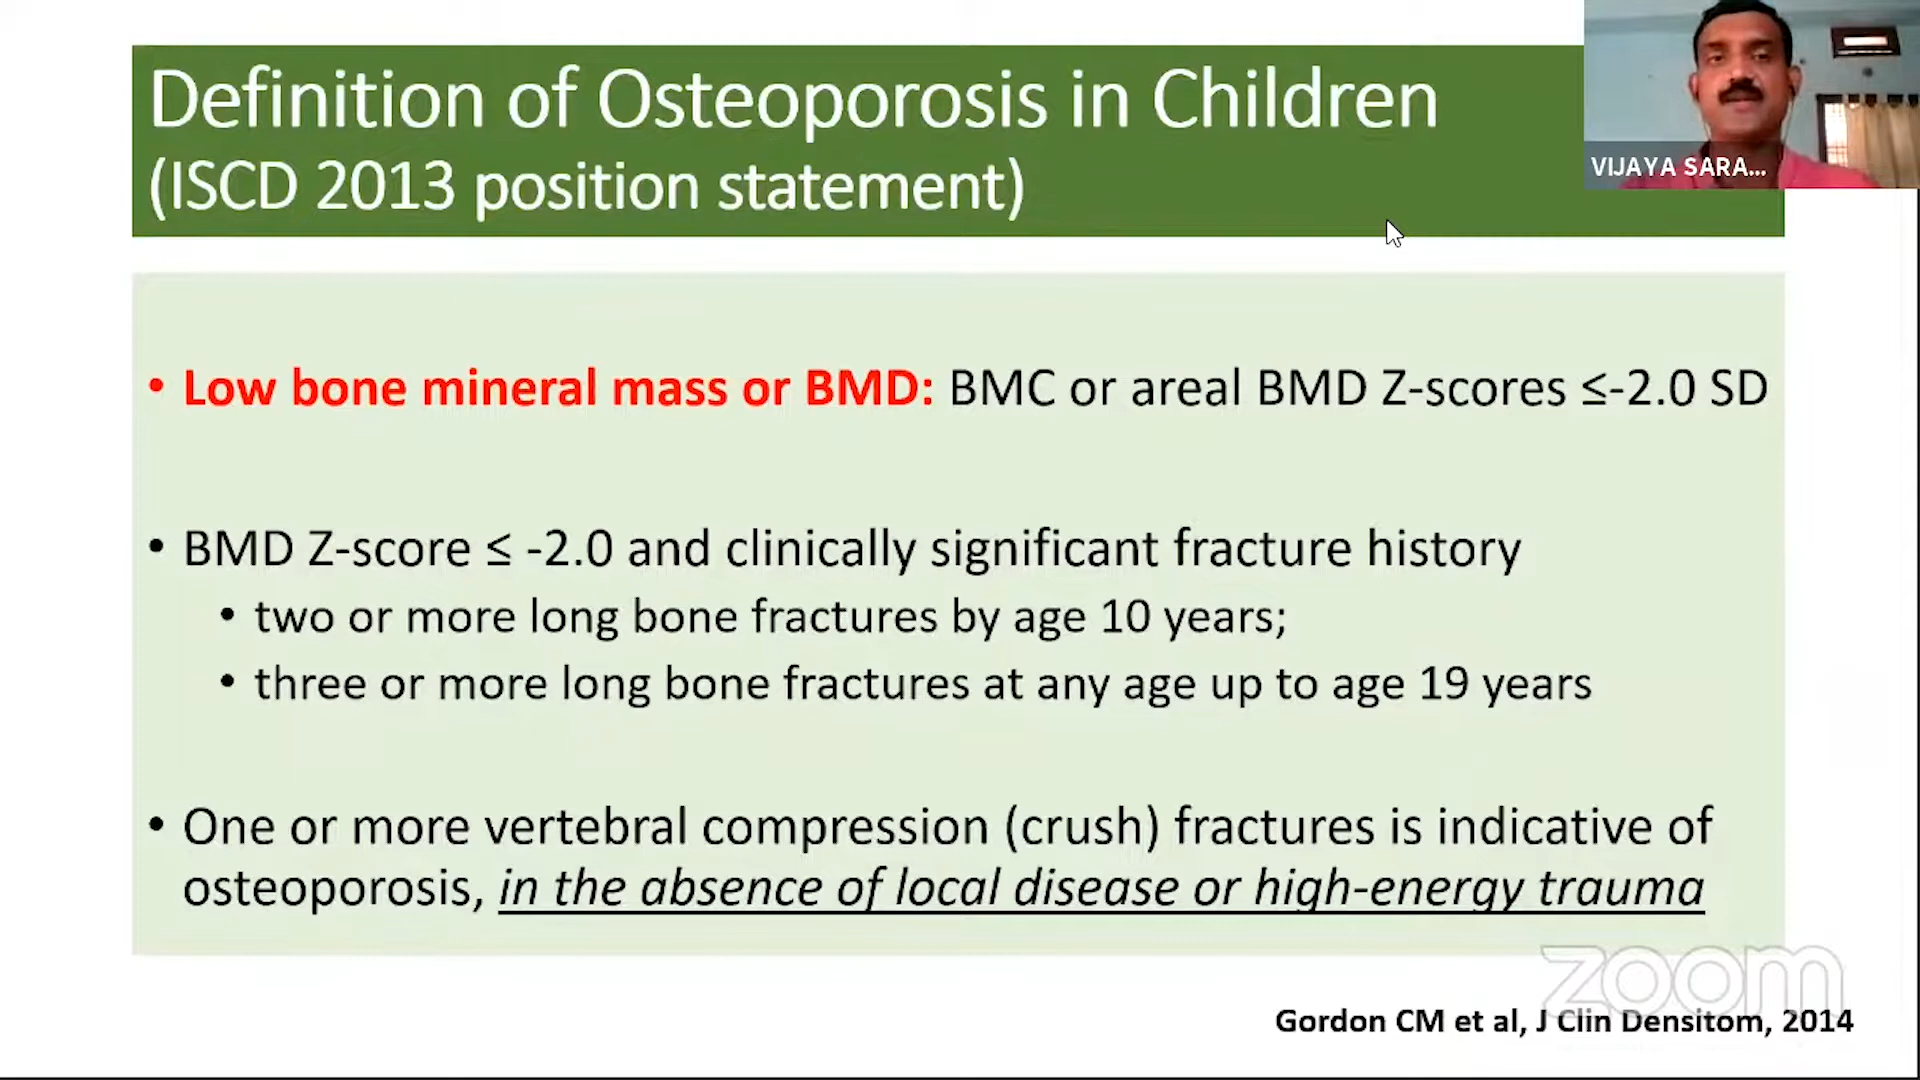 Definition of Osteoporosis in Children
(ISCD 2013 position statement)
VIJAYA SARA...
• Low bone mineral mass or BMD: BMC or areal BMD Z-scores ≤-2.0 SD
• BMD Z-score ≤ -2.0 and clinically significant fracture history
• two or more long bone fractures by age 10 years;
• three or more long bone fractures at any age up to age 19 years
• One or more vertebral compression (crush) fractures is indicative of
osteoporosis, in the absence of local disease or high-energy trauma
zoom
Gordon CM et al, J Clin Densitom, 2014